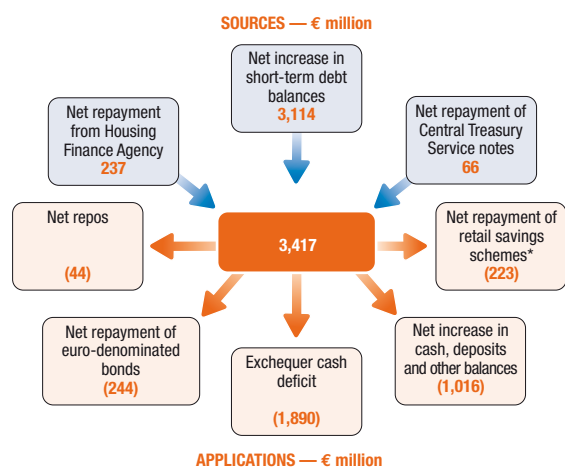 SOURCES — € million
Net increase in
short-term debt
balances
3,114
Net repayment
from Housing
Finance Agency
237
Net repayment of
Central Treasury
Service notes
66
Net repos
(44)
3,417
Net repayment of
retail savings
schemes*
(223)
Net repayment of
euro-denominated
bonds
(244)
Exchequer cash
deficit
(1,890)
Net increase in
cash, deposits
and other balances
(1,016)
APPLICATIONS — € million